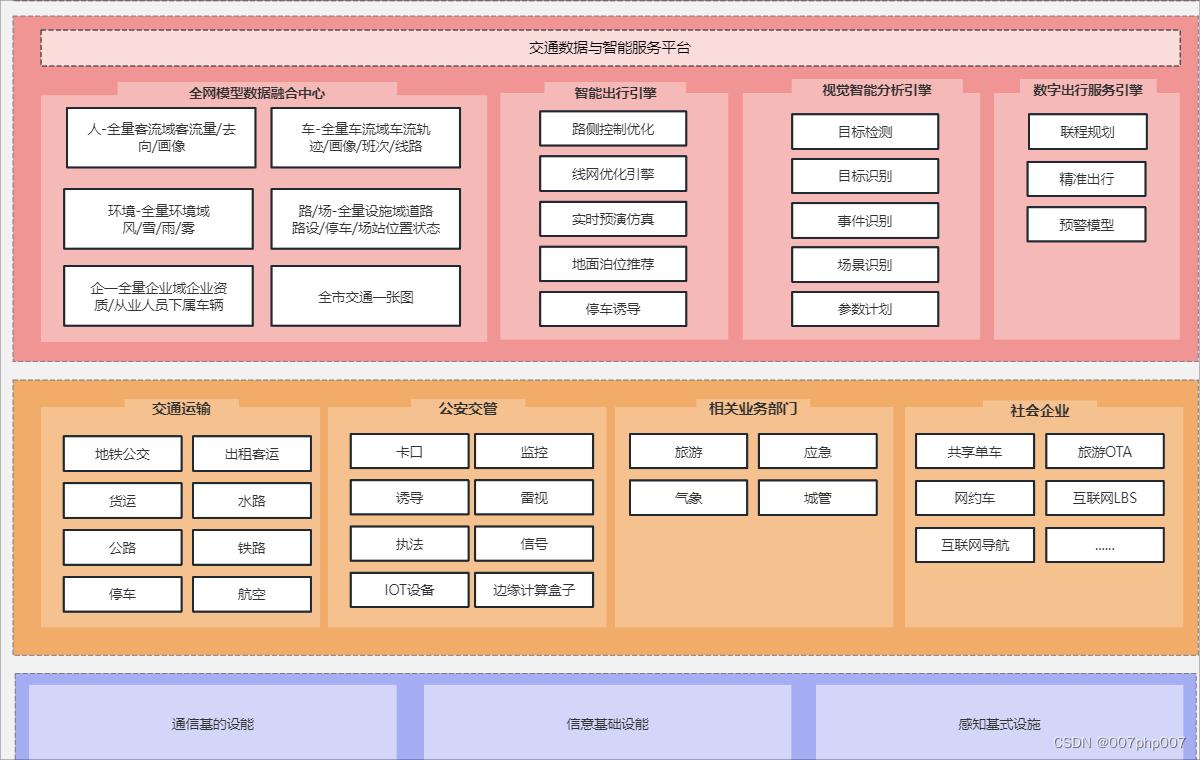 交通数据与智能服务平台
全网模型数据融合中心
人-全量客流域客流量/去
向/画像
车-全量车流域车流轨
迹/画像/班次/线路
环境-全量环境域
风/雪/雨/雾
路/场-全量设施域道路
路设/停车/场站位置状态
企—全量企业域企业资
质/从业人员下属车辆
全市交通一张图
智能出行引擎
路侧控制优化
线网优化引擎
实时预演仿真
地面泊位推荐
停车诱导
视觉智能分析引擎
目标检测
目标识别
事件识别
场景识别
参数计划
数字出行服务引擎
联程规划
精准出行
预警模型
交通运输
地铁公交
出租客运
货运
水路
公路
铁路
停车
航空
公安交管
卡口
监控
诱导
雷视
执法
信号
IOT设备
边缘计算盒子
相关业务部门
旅游
应急
气象
城管
社会企业
共享单车
旅游OTA
网约车
互联网LBS
互联网导航
......
通信基的设能
信意基础设能
感知基式设施
CSDN @007php007